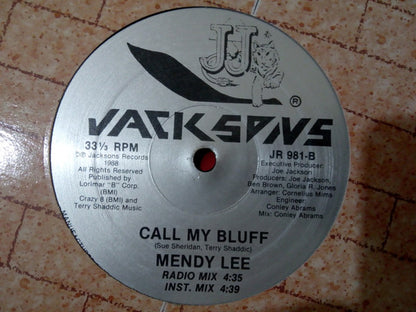 JJ
JACKSONS
®
33⅓ RPM
℗© Jacksons Records
1988
All Rights Reserved
Published by
Lorimar "B" Corp.
(BMI)
Crazy 8 (BMI) and
Terry Shaddic Music
JR 981-B
Executive Producer:
Joe Jackson
Producers: Joe Jackson,
Ben Brown, Gloria R. Jones
Arranger: Cornelius Mims
Engineer:
Conley Abrams
Mix: Conley Abrams
CALL MY BLUFF
(Sue Sheridan, Terry Shaddic)
MENDY LEE
RADIO MIX 4:35
INST. MIX 4:39